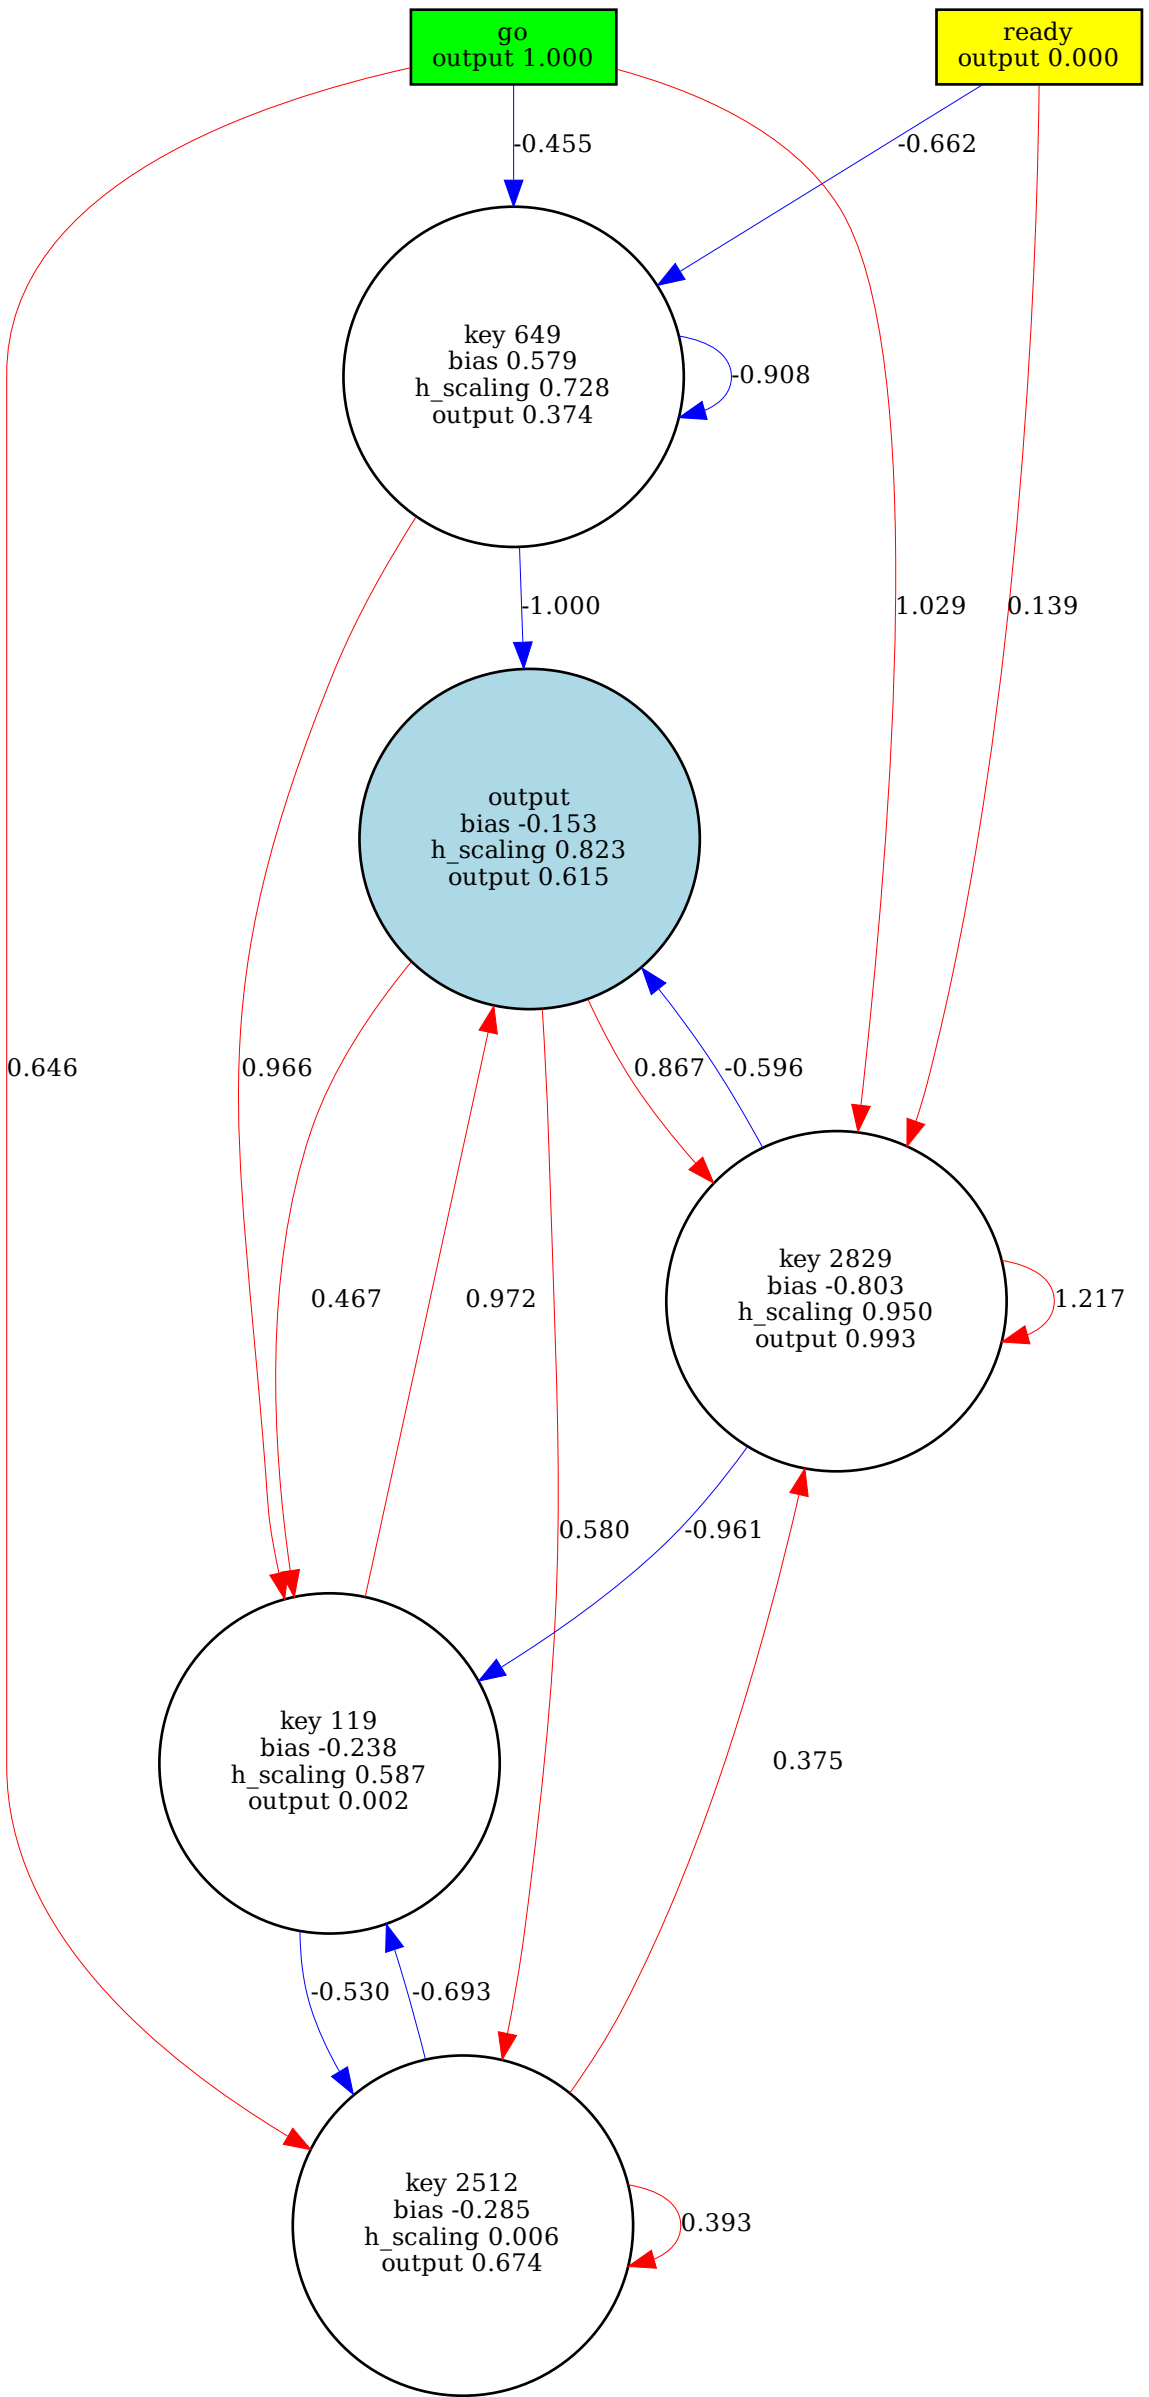 go
output 1.000
ready
output 0.000
-0.455
-0.662
key 649
bias 0.579
h_scaling 0.728
output 0.374
-0.908
-1.000
1.029
0.139
output
bias -0.153
h_scaling 0.823
output 0.615
0.646
0.966
0.867
-0.596
key 2829
bias -0.803
h_scaling 0.950
output 0.993
0.467
0.972
1.217
0.580
-0.961
key 119
bias -0.238
h_scaling 0.587
output 0.002
0.375
-0.530
-0.693
key 2512
bias -0.285
h_scaling 0.006
output 0.674
0.393